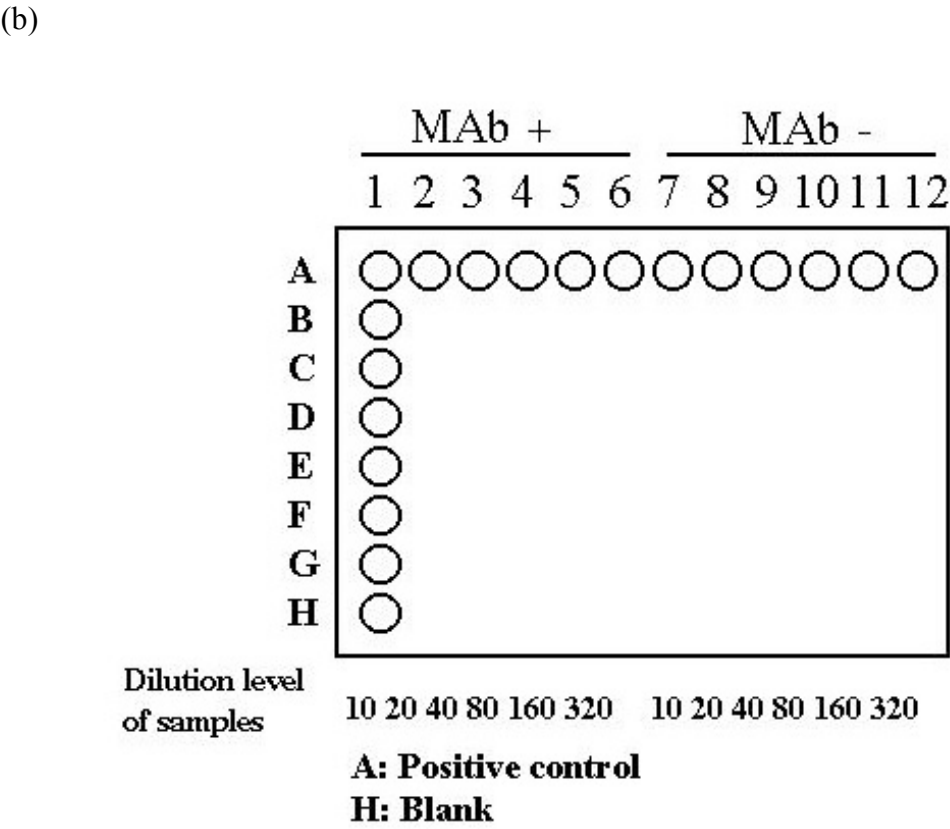 (b)
MAb + MAb -
1 2 3 4 5 6 7 8 9 10 11 12
A
B
C
D
E
F
G
H
Dilution level
of samples
10 20 40 80 160 320 10 20 40 80 160 320
A: Positive control
H: Blank